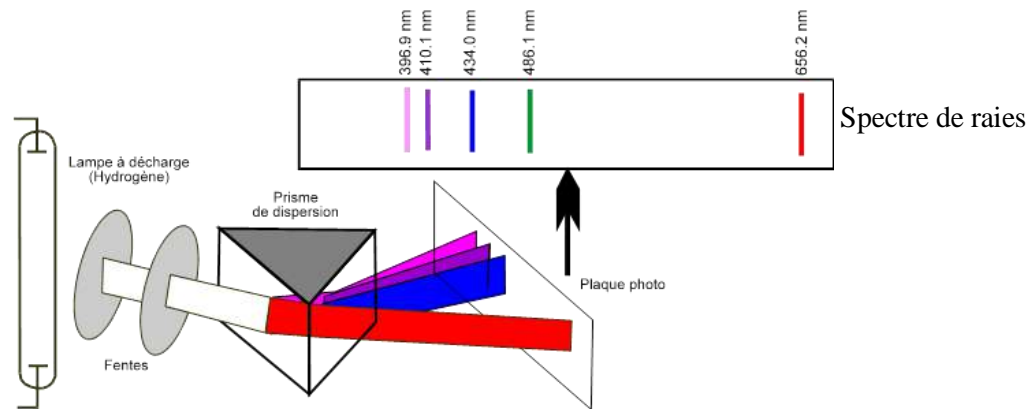 396.9 nm
410.1 nm
434.0 nm
486.1 nm
656.2 nm
Spectre de raies
Lampe à décharge
(Hydrogène)
Prisme
de dispersion
Plaque photo
Fentes